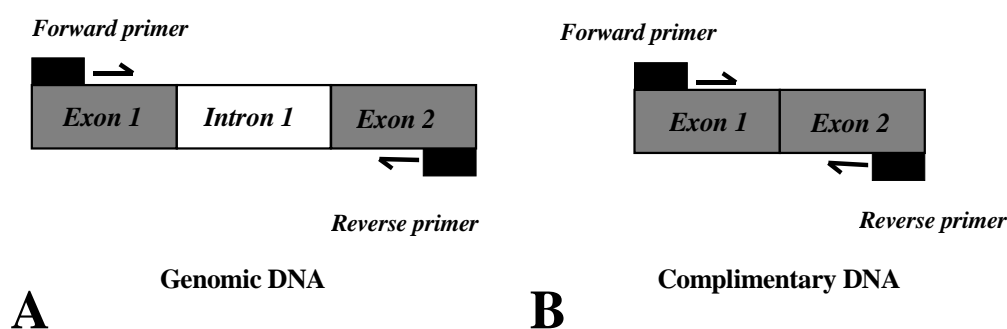 Forward primer
Exon 1 Intron 1 Exon 2
Reverse primer
Genomic DNA
A
Forward primer
Exon 1 Exon 2
Reverse primer
Complimentary DNA
B